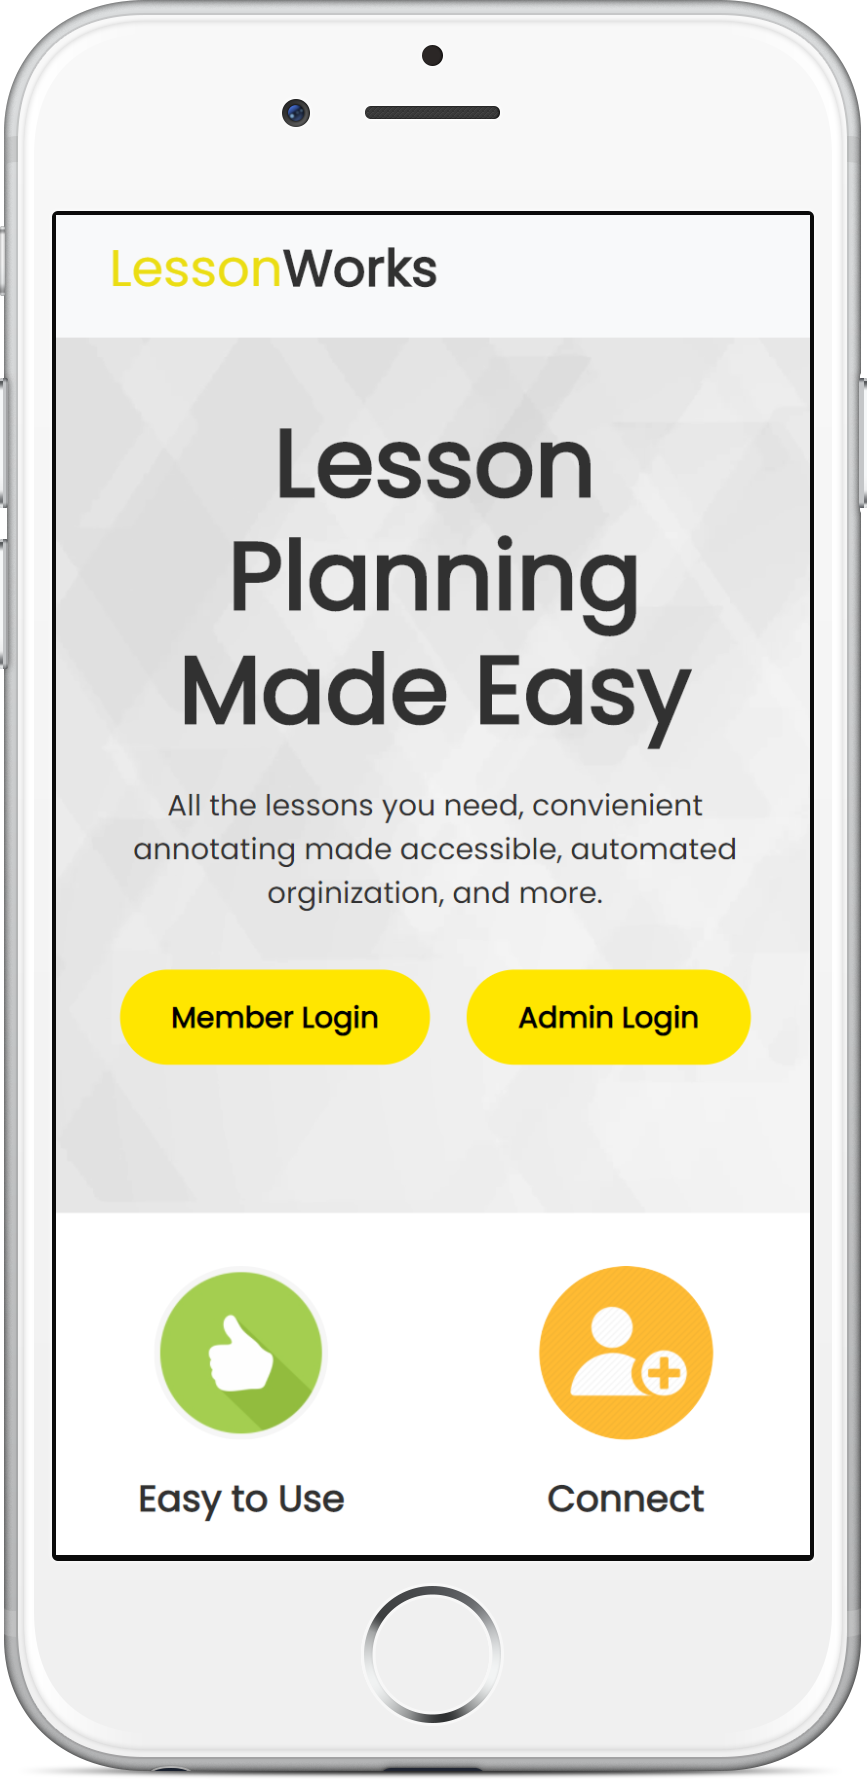 LessonWorks
Lesson
Planning
Made Easy
All the lessons you need, convienient
annotating made accessible, automated
orginization, and more.
Member Login
Admin Login
Easy to Use
Connect